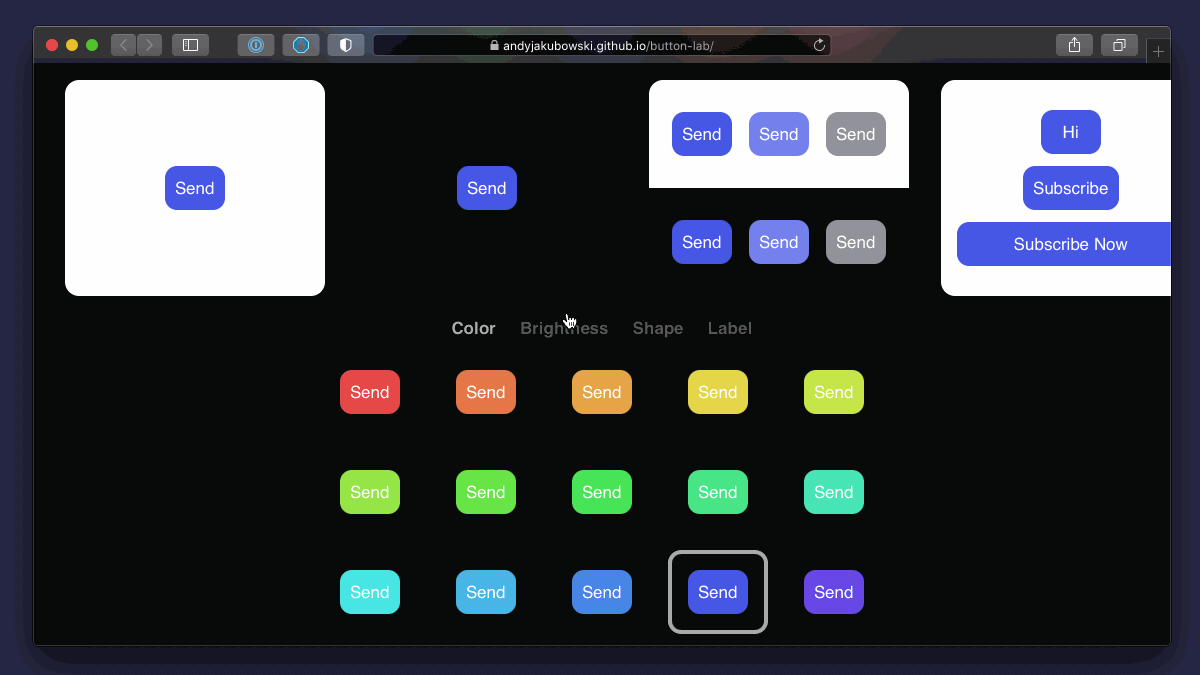 andyjakubowski.github.io/button-lab/
Send
Send
Send Send Send
Send Send Send
Hi
Subscribe
Subscribe Now
Color Brightness Shape Label
Send Send Send Send Send
Send Send Send Send Send
Send Send Send Send Send